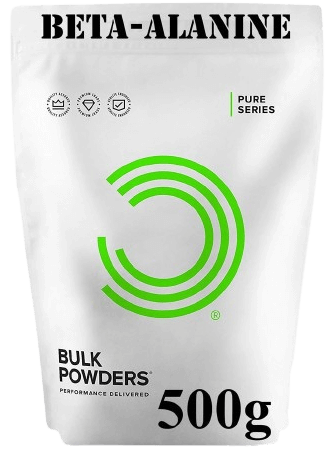 BETA-ALANINE
PURE
SERIES
®
BULK
POWDERS®
PERFORMANCE DELIVERED
500g